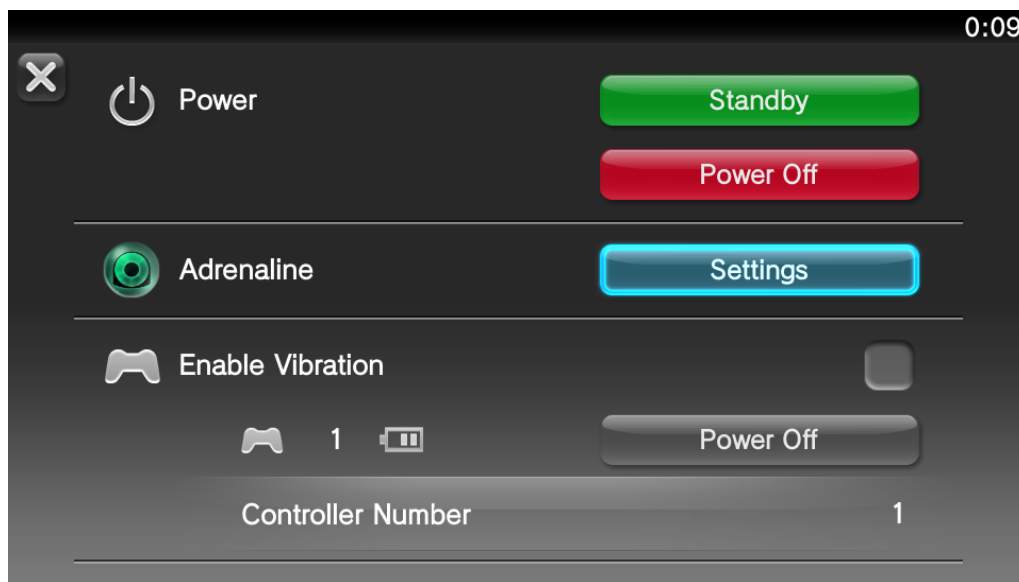 0:09
Power
Standby
Power Off
Adrenaline
Settings
Enable Vibration
1
Power Off
Controller Number
1